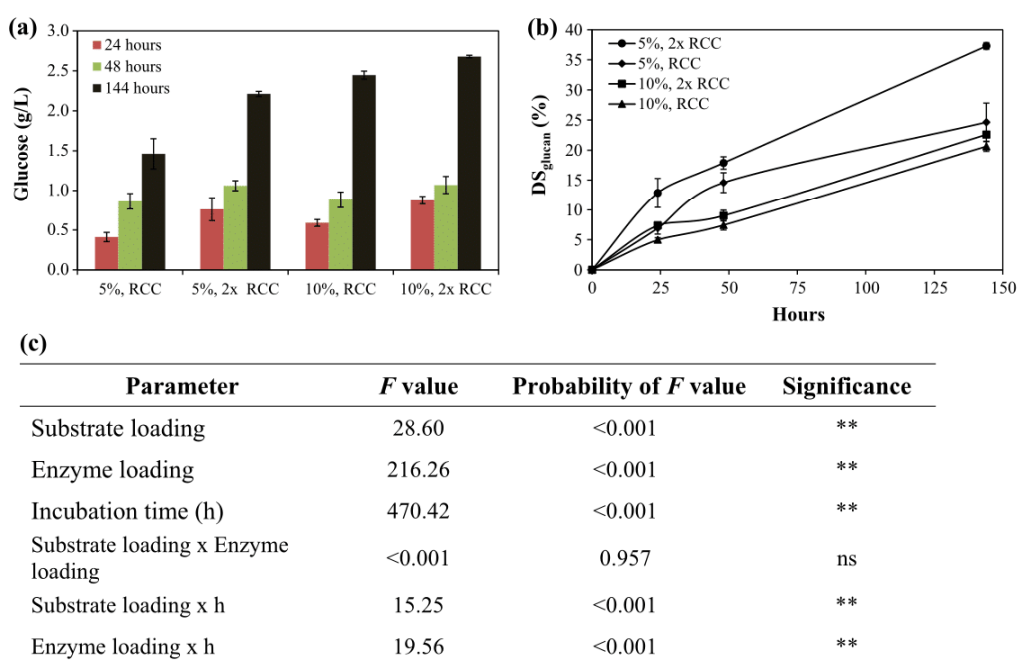 (a)
3.0
2.5
2.0
1.5
1.0
0.5
0.0
Glucose (g/L)
24 hours
48 hours
144 hours
5%, RCC
5%, 2x RCC
10%, RCC
10%, 2x RCC
(b)
40
35
30
25
20
15
10
5
0
DSglucan (%)
5%, 2x RCC
5%, RCC
10%, 2x RCC
10%, RCC
0 25 50 75 100 125 150
Hours
(c)
Parameter F value Probability of F value Significance
Substrate loading 28.60 <0.001 **
Enzyme loading 216.26 <0.001 **
Incubation time (h) 470.42 <0.001 **
Substrate loading x Enzyme
loading <0.001 0.957 ns
Substrate loading x h 15.25 <0.001 **
Enzyme loading x h 19.56 <0.001 **